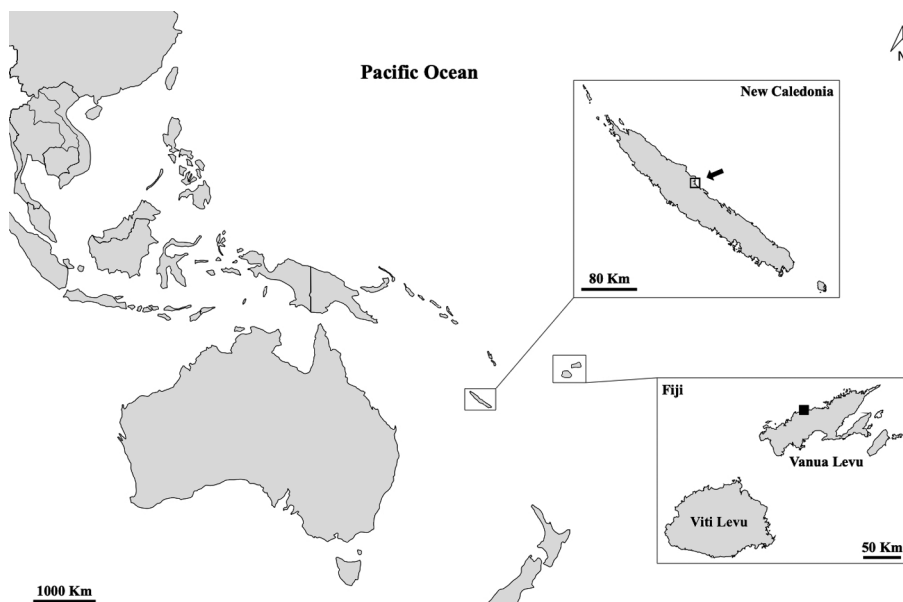 Pacific Ocean
New Caledonia
N
80 Km
Fiji
Vanua Levu
Viti Levu
50 Km
1000 Km